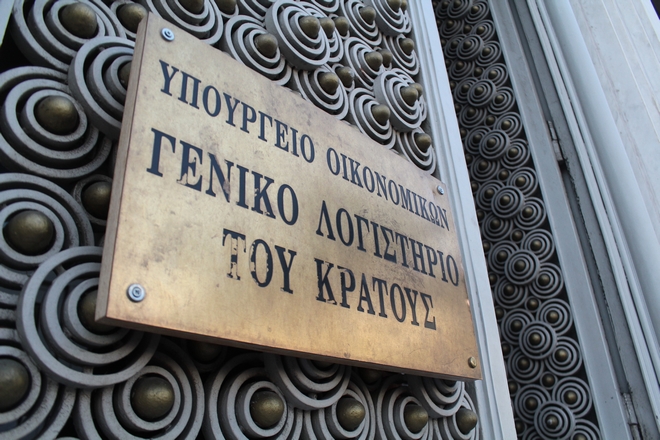 ΥΠΟΥΡΓΕΙΟ ΟΙΚΟΝΟΜΙΚΩΝ
ΓΕΝΙΚΟ ΛΟΓΙΣΤΗΡΙΟ
ΤΟΥ ΚΡΑΤΟΥΣ